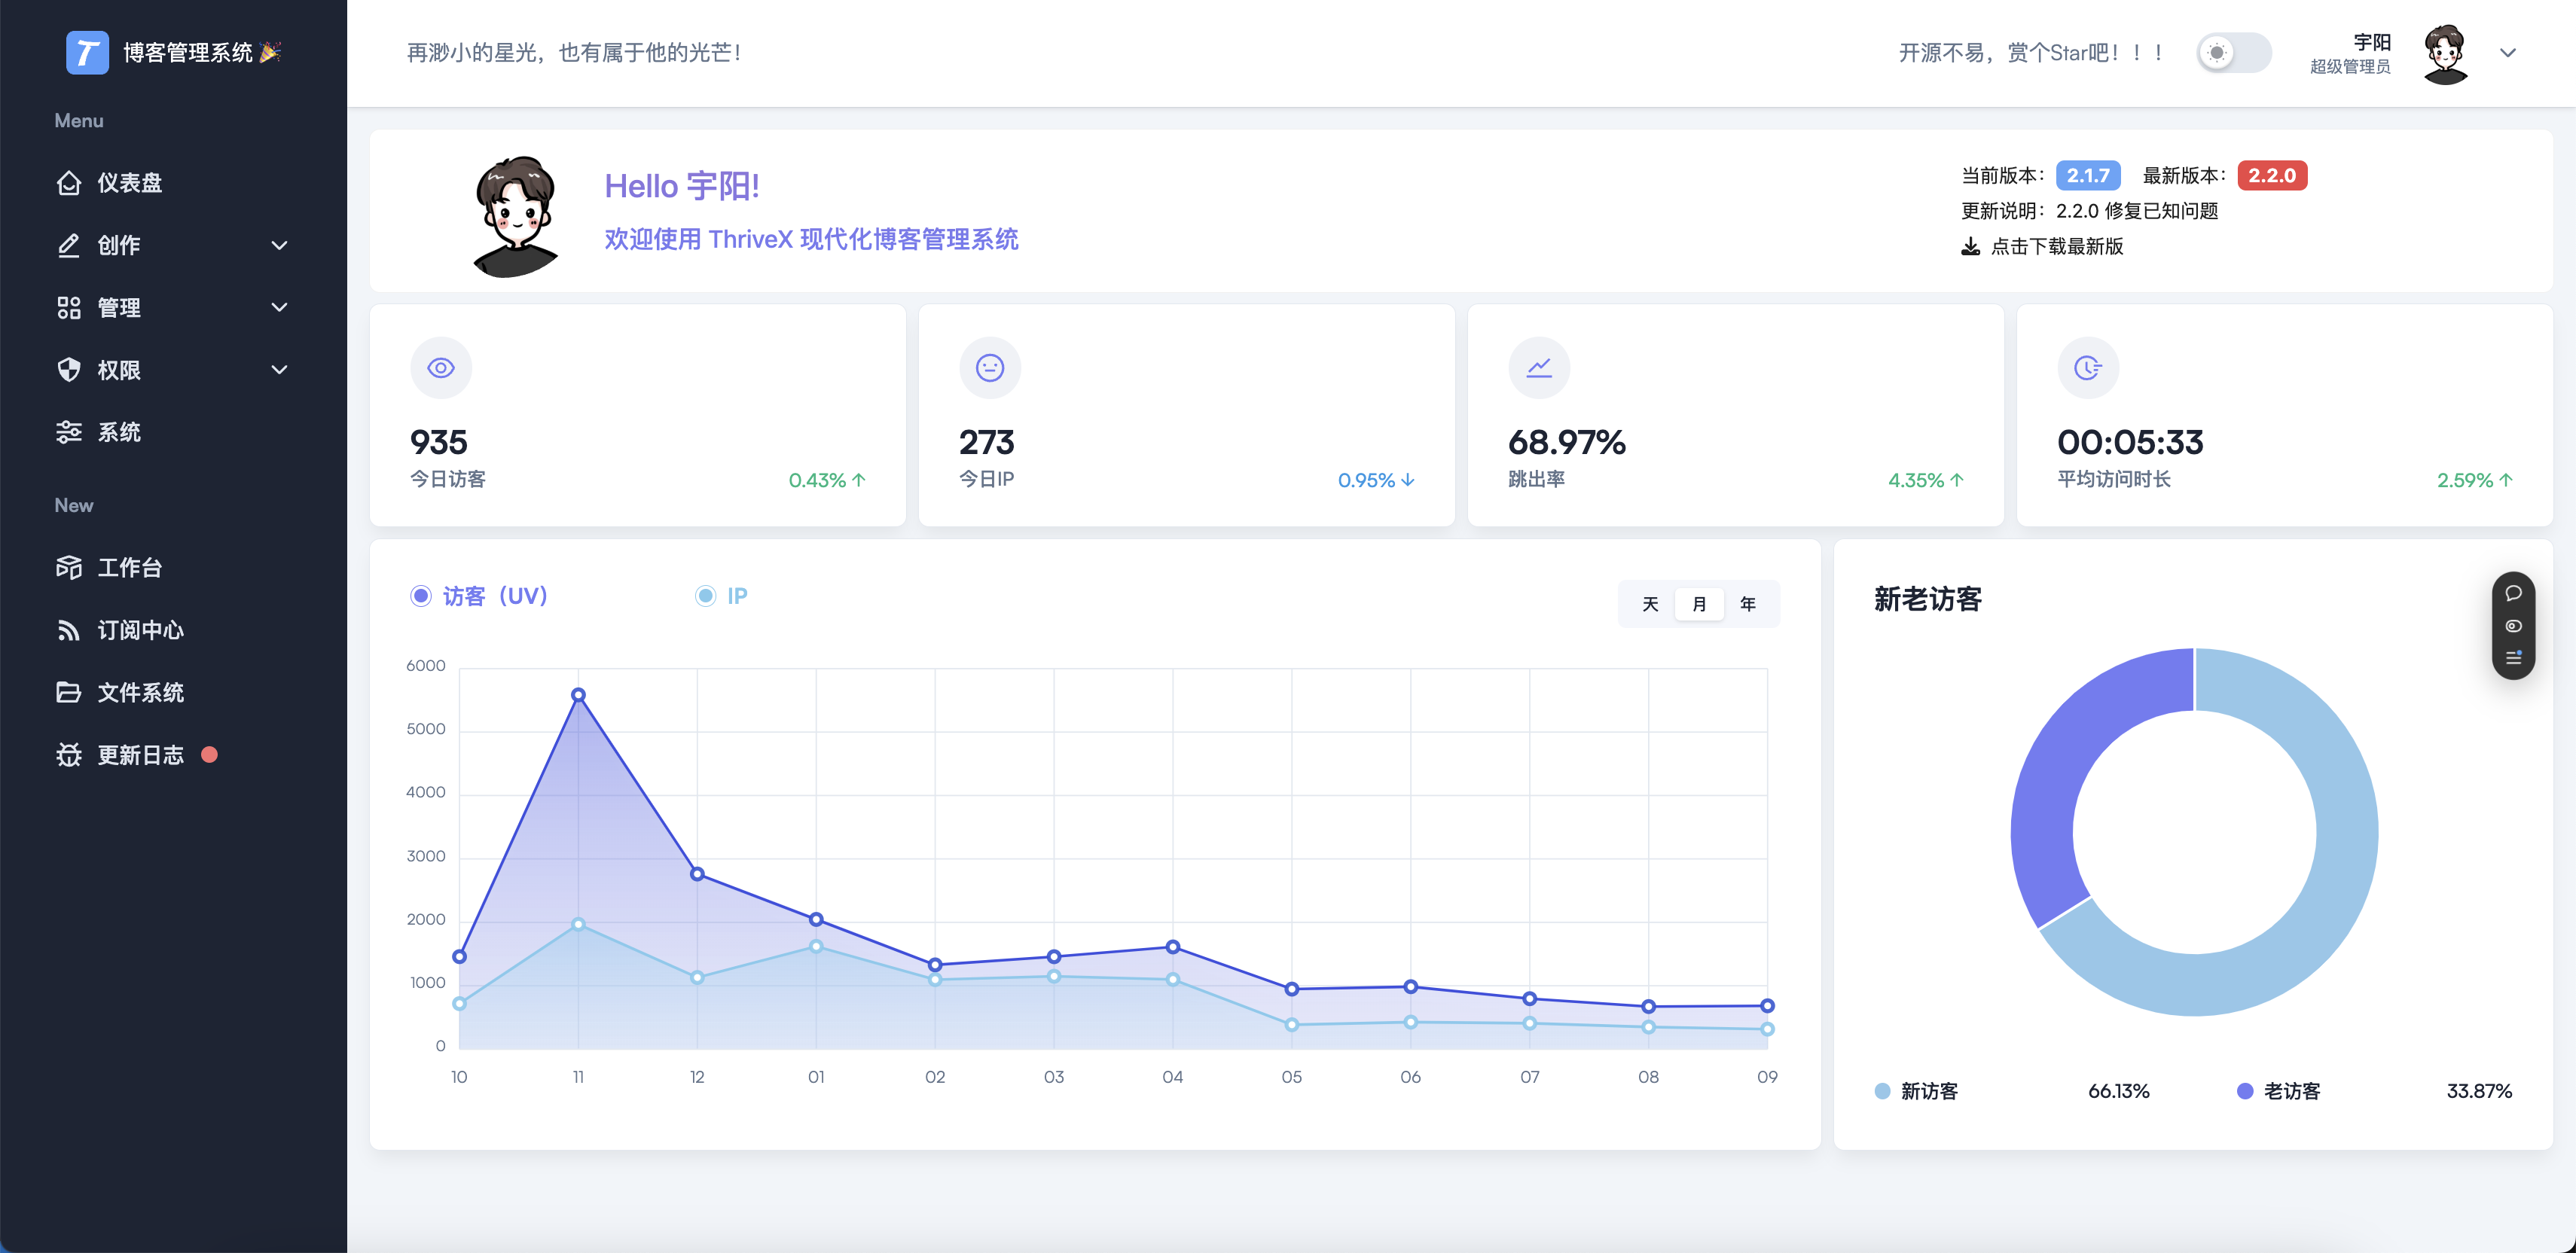 博客管理系统🎉
Menu
仪表盘
创作
管理
权限
系统
New
工作台
订阅中心
文件系统
更新日志
再渺小的星光，也有属于他的光芒！
开源不易，赏个Star吧！！！
宇阳
超级管理员
Hello 宇阳!
欢迎使用 ThriveX 现代化博客管理系统
当前版本： 2.1.7 最新版本： 2.2.0
更新说明：2.2.0 修复已知问题
点击下载最新版
935
今日访客 0.43%↑
273
今日IP 0.95%↓
68.97%
跳出率 4.35%↑
00:05:33
平均访问时长 2.59%↑
访客（UV） IP
天 月 年
6000
5000
4000
3000
2000
1000
0
10 11 12 01 02 03 04 05 06 07 08 09
新老访客
新访客 66.13% 老访客 33.87%